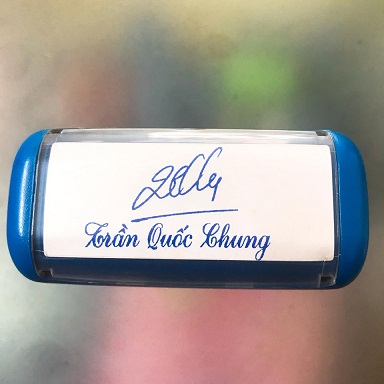 Trần Quốc Chung